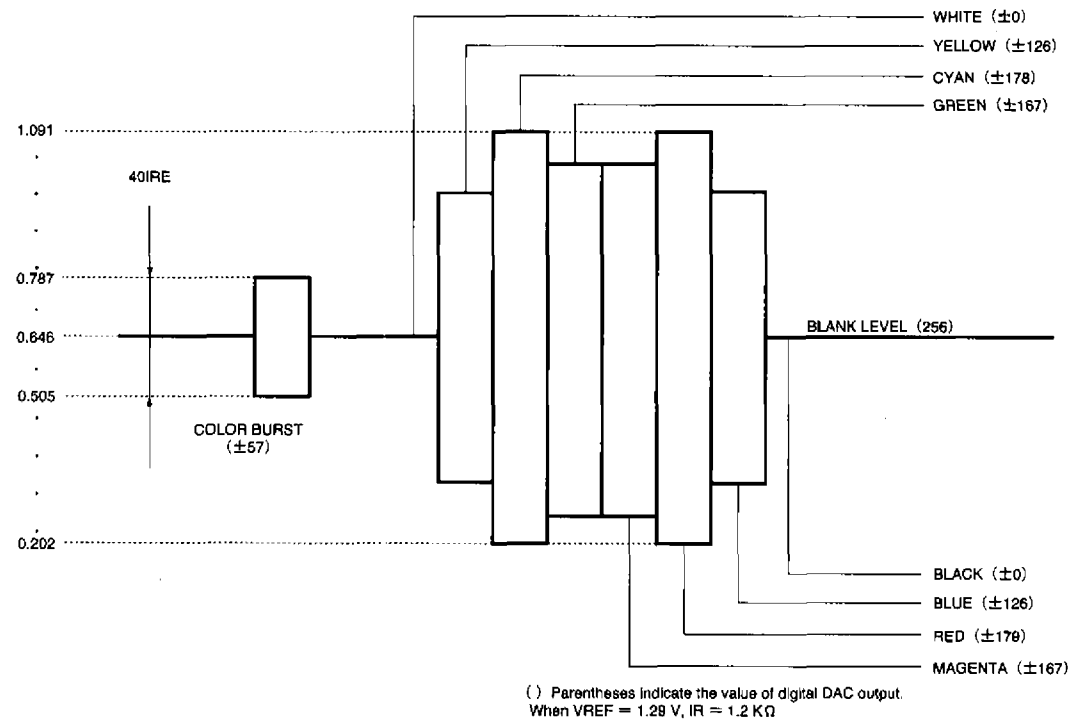 WHITE (±0)
YELLOW (±126)
CYAN (±178)
GREEN (±167)
1.091
40IRE
0.787
0.646
BLANK LEVEL (256)
0.505
COLOR BURST
(±57)
0.202
BLACK (±0)
BLUE (±126)
RED (±179)
MAGENTA (±167)
( ) Parentheses indicate the value of digital DAC output.
When VREF = 1.29 V, IR = 1.2 KΩ